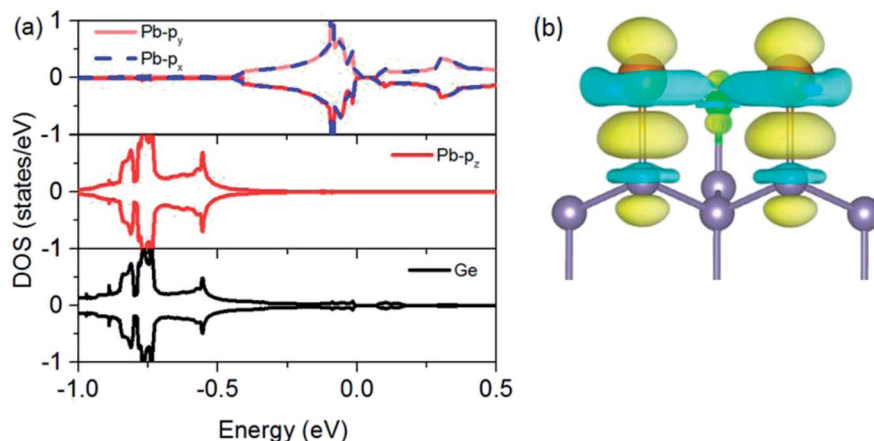 (a)
Pb-py
Pb-px
Pb-pz
Ge
1
0
-1
1
0
-1
1
0
-1
DOS (states/eV)
-1.0 -0.5 0.0 0.5
Energy (eV)
(b)